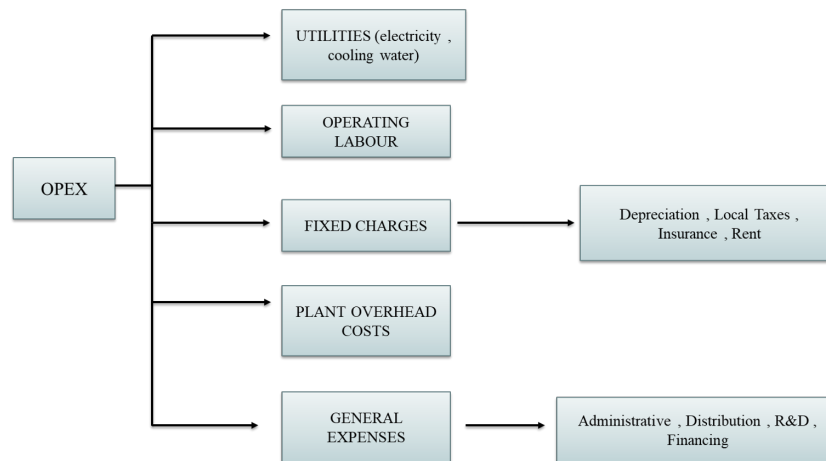 UTILITIES (electricity ,
cooling water)
OPERATING
LABOUR
OPEX
FIXED CHARGES
Depreciation , Local Taxes ,
Insurance , Rent
PLANT OVERHEAD
COSTS
GENERAL
EXPENSES
Administrative , Distribution , R&D ,
Financing